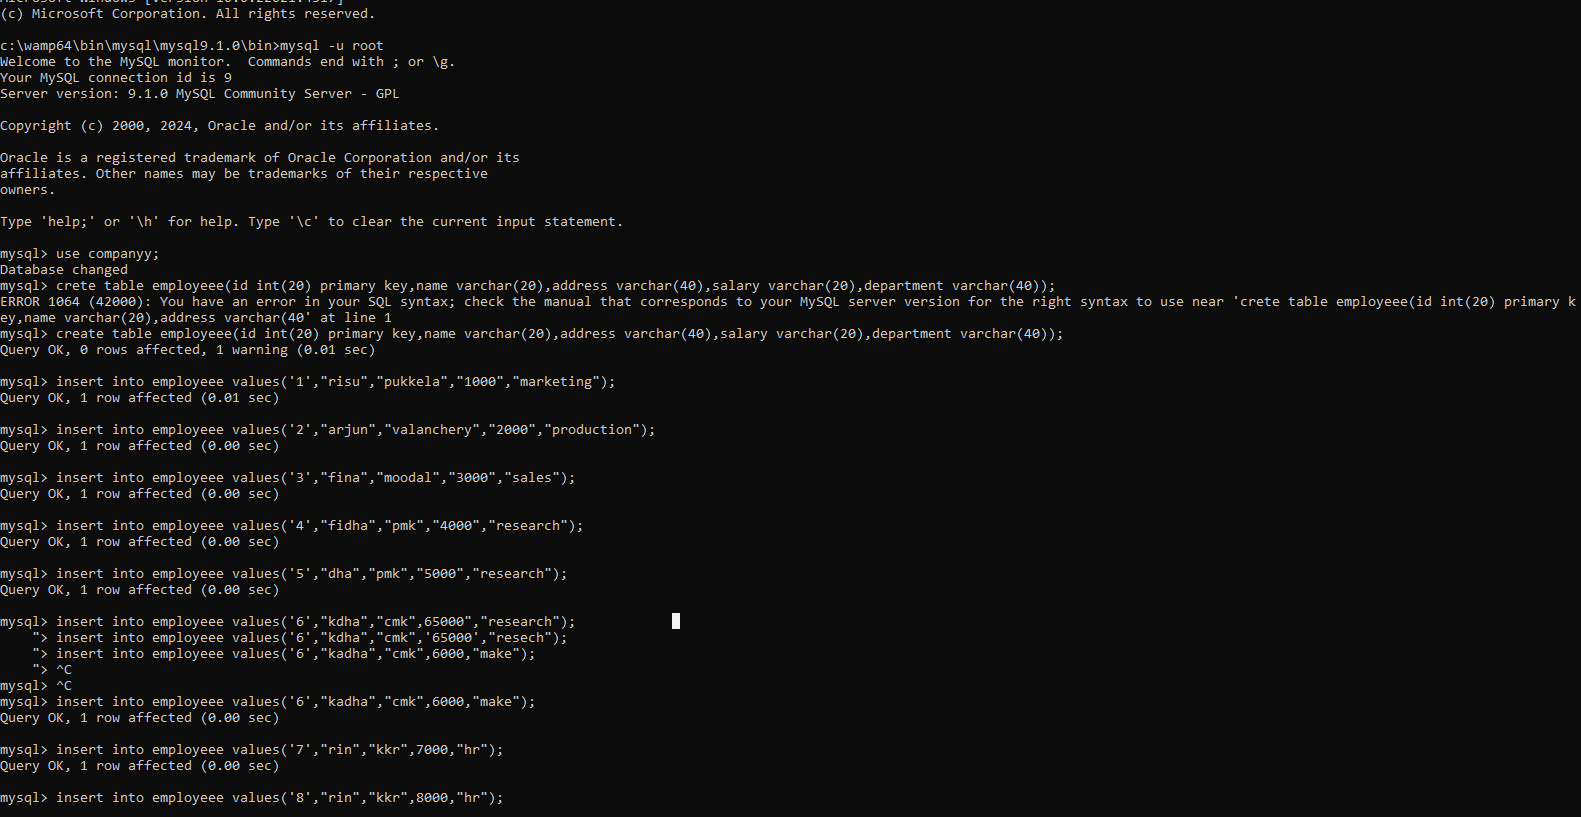 (c) Microsoft Corporation. All rights reserved.
c:\wamp64\bin\mysql\mysql9.1.0\bin>mysql -u root
Welcome to the MySQL monitor.  Commands end with ; or \g.
Your MySQL connection id is 9
Server version: 9.1.0 MySQL Community Server - GPL
Copyright (c) 2000, 2024, Oracle and/or its affiliates.
Oracle is a registered trademark of Oracle Corporation and/or its
affiliates. Other names may be trademarks of their respective
owners.
Type 'help;' or '\h' for help. Type '\c' to clear the current input statement.
mysql> use companyy;
Database changed
mysql> crete table employeee(id int(20) primary key,name varchar(20),address varchar(40),salary varchar(20),department varchar(40));
ERROR 1064 (42000): You have an error in your SQL syntax; check the manual that corresponds to your MySQL server version for the right syntax to use near 'crete table employeee(id int(20) primary k
ey,name varchar(20),address varchar(40' at line 1
mysql> create table employeee(id int(20) primary key,name varchar(20),address varchar(40),salary varchar(20),department varchar(40));
Query OK, 0 rows affected, 1 warning (0.01 sec)
mysql> insert into employeee values('1',"risu","pukkela","1000","marketing");
Query OK, 1 row affected (0.01 sec)
mysql> insert into employeee values('2',"arjun","valanchery","2000","production");
Query OK, 1 row affected (0.00 sec)
mysql> insert into employeee values('3',"fina","moodal","3000","sales");
Query OK, 1 row affected (0.00 sec)
mysql> insert into employeee values('4',"fidha","pmk","4000","research");
Query OK, 1 row affected (0.00 sec)
mysql> insert into employeee values('5',"dha","pmk","5000","research");
Query OK, 1 row affected (0.00 sec)
mysql> insert into employeee values('6',"kdha","cmk",65000","research");
    "> insert into employeee values('6',"kdha","cmk",'65000',"resech");
    "> insert into employeee values('6',"kadha","cmk",6000,"make");
    "> ^C
mysql> ^C
mysql> insert into employeee values('6',"kadha","cmk",6000,"make");
Query OK, 1 row affected (0.00 sec)
mysql> insert into employeee values('7',"rin","kkr",7000,"hr");
Query OK, 1 row affected (0.00 sec)
mysql> insert into employeee values('8',"rin","kkr",8000,"hr");